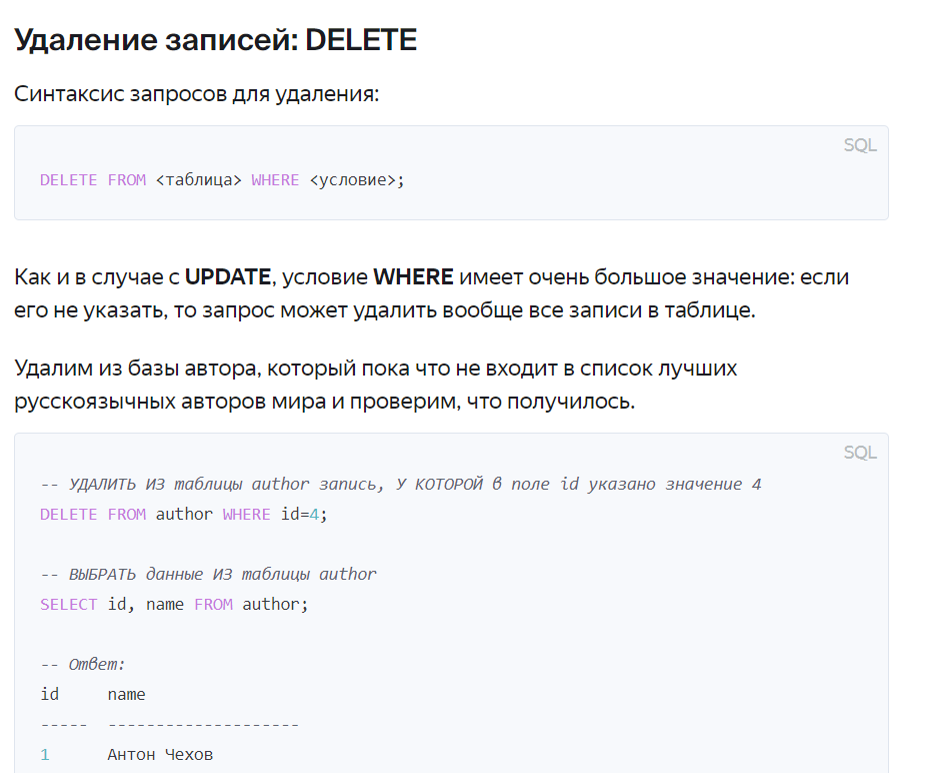 Удаление записей: DELETE
Синтаксис запросов для удаления:
SQL
DELETE FROM <таблица> WHERE <условие>;
Как и в случае с UPDATE, условие WHERE имеет очень большое значение: если
его не указать, то запрос может удалить вообще все записи в таблице.
Удалим из базы автора, который пока что не входит в список лучших
русскоязычных авторов мира и проверим, что получилось.
SQL
-- УДАЛИТЬ ИЗ таблицы author запись, У КОТОРОЙ в поле id указано значение 4
DELETE FROM author WHERE id=4;
-- ВЫБРАТЬ данные ИЗ таблицы author
SELECT id, name FROM author;
-- Ответ:
id     name
-----  --------------------
1      Антон Чехов